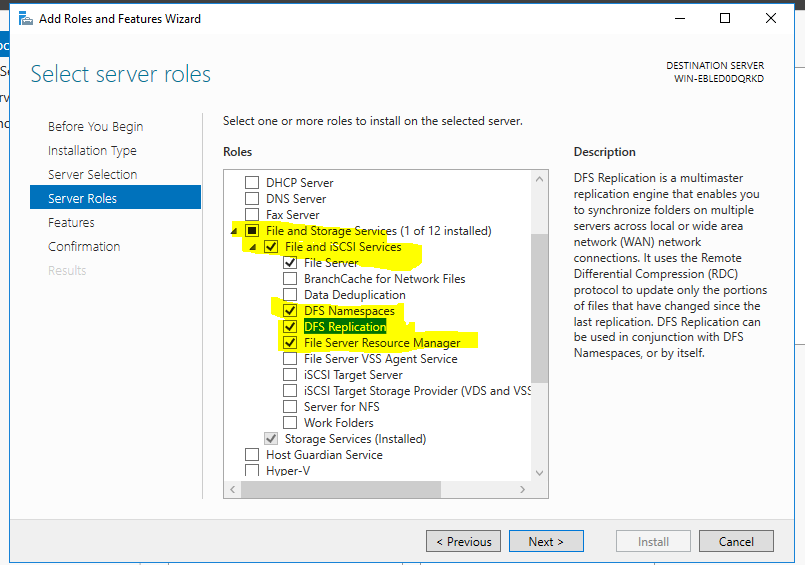 Add Roles and Features Wizard
Select server roles
DESTINATION SERVER
WIN-EBLED0DQRKD
Before You Begin
Installation Type
Server Selection
Server Roles
Features
Confirmation
Results
Select one or more roles to install on the selected server.
Roles
DHCP Server
DNS Server
Fax Server
File and Storage Services (1 of 12 installed)
File and iSCSI Services
File Server
BranchCache for Network Files
Data Deduplication
DFS Namespaces
DFS Replication
File Server Resource Manager
File Server VSS Agent Service
iSCSI Target Server
iSCSI Target Storage Provider (VDS and VSS
Server for NFS
Work Folders
Storage Services (Installed)
Host Guardian Service
Hyper-V
Description
DFS Replication is a multimaster
replication engine that enables you
to synchronize folders on multiple
servers across local or wide area
network (WAN) network
connections. It uses the Remote
Differential Compression (RDC)
protocol to update only the portions
of files that have changed since the
last replication. DFS Replication can
be used in conjunction with DFS
Namespaces, or by itself.
< Previous
Next >
Install
Cancel